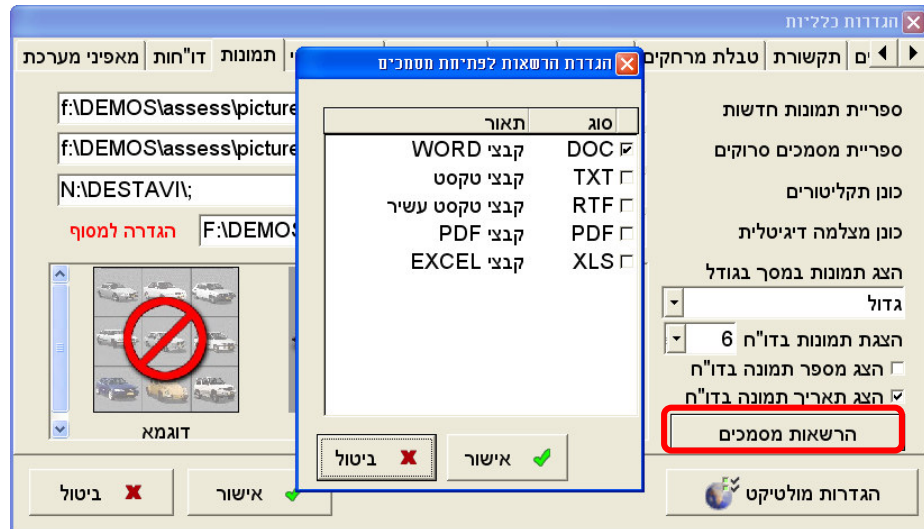 הגדרות כלליות
ים תקשורת טבלת מרחקים תמונות דו"חות מאפיני מערכת
הגדרת הרשאות לפתיחת מסמכים
סוג תאור
DOC קבצי WORD
TXT קבצי טקסט
RTF קבצי טקסט עשיר
PDF קבצי PDF
XLS קבצי EXCEL
אישור ביטול
ספריית תמונות חדשות f:\DEMOS\assess\picture
ספריית מסמכים סרוקים f:\DEMOS\assess\picture
כונן תקליטורים N:\DESTAVI\;
כונן מצלמה דיגיטלית F:\DEMOS הגדרה למסוף
הצג תמונות במסך בגודל
גדול
הצגת תמונות בדו"ח 6
הצג מספר תמונה בדו"ח
הצג תאריך תמונה בדו"ח
הרשאות מסמכים
דוגמא
הגדרות מולטיקט אישור ביטול